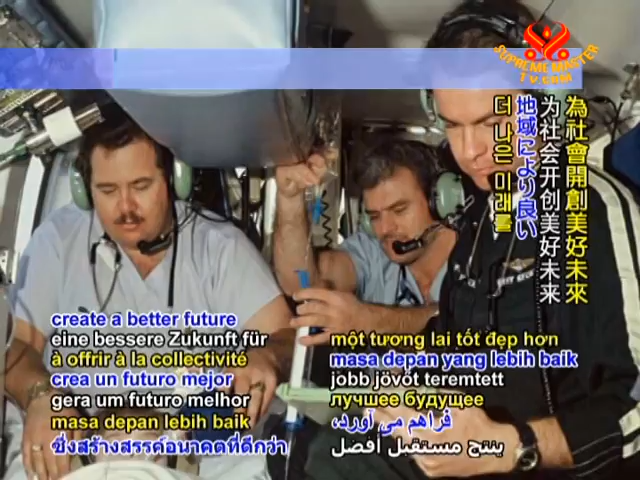 SUPREME MASTER
TV.COM
為社會開創美好未來
为社会开创美好未来
地域により良い
더 나은 미래를
create a better future
eine bessere Zukunft für
à offrir à la collectivité
crea un futuro mejor
gera um futuro melhor
masa depan lebih baik
ซึ่งสร้างสรรค์อนาคตที่ดีกว่า
một tương lai tốt đẹp hơn
masa depan yang lebih baik
jobb jövőt teremtett
лучшее будущее
فراهم می آورد،
ينتج مستقبل أفضل